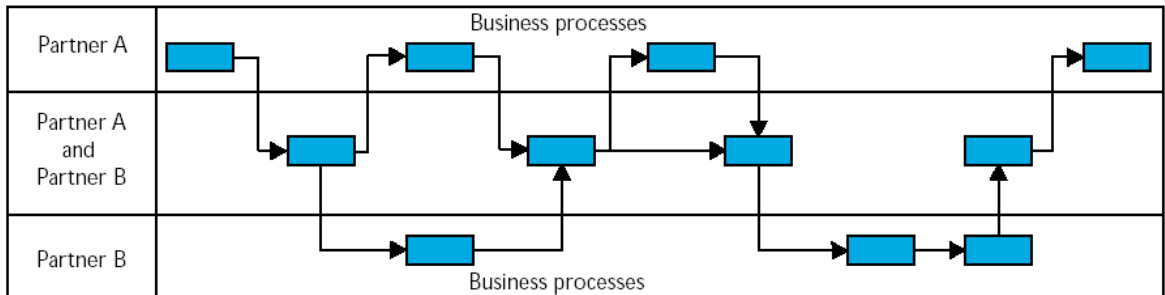 Business processes
Partner A
Partner A
and
Partner B
Partner B
Business processes